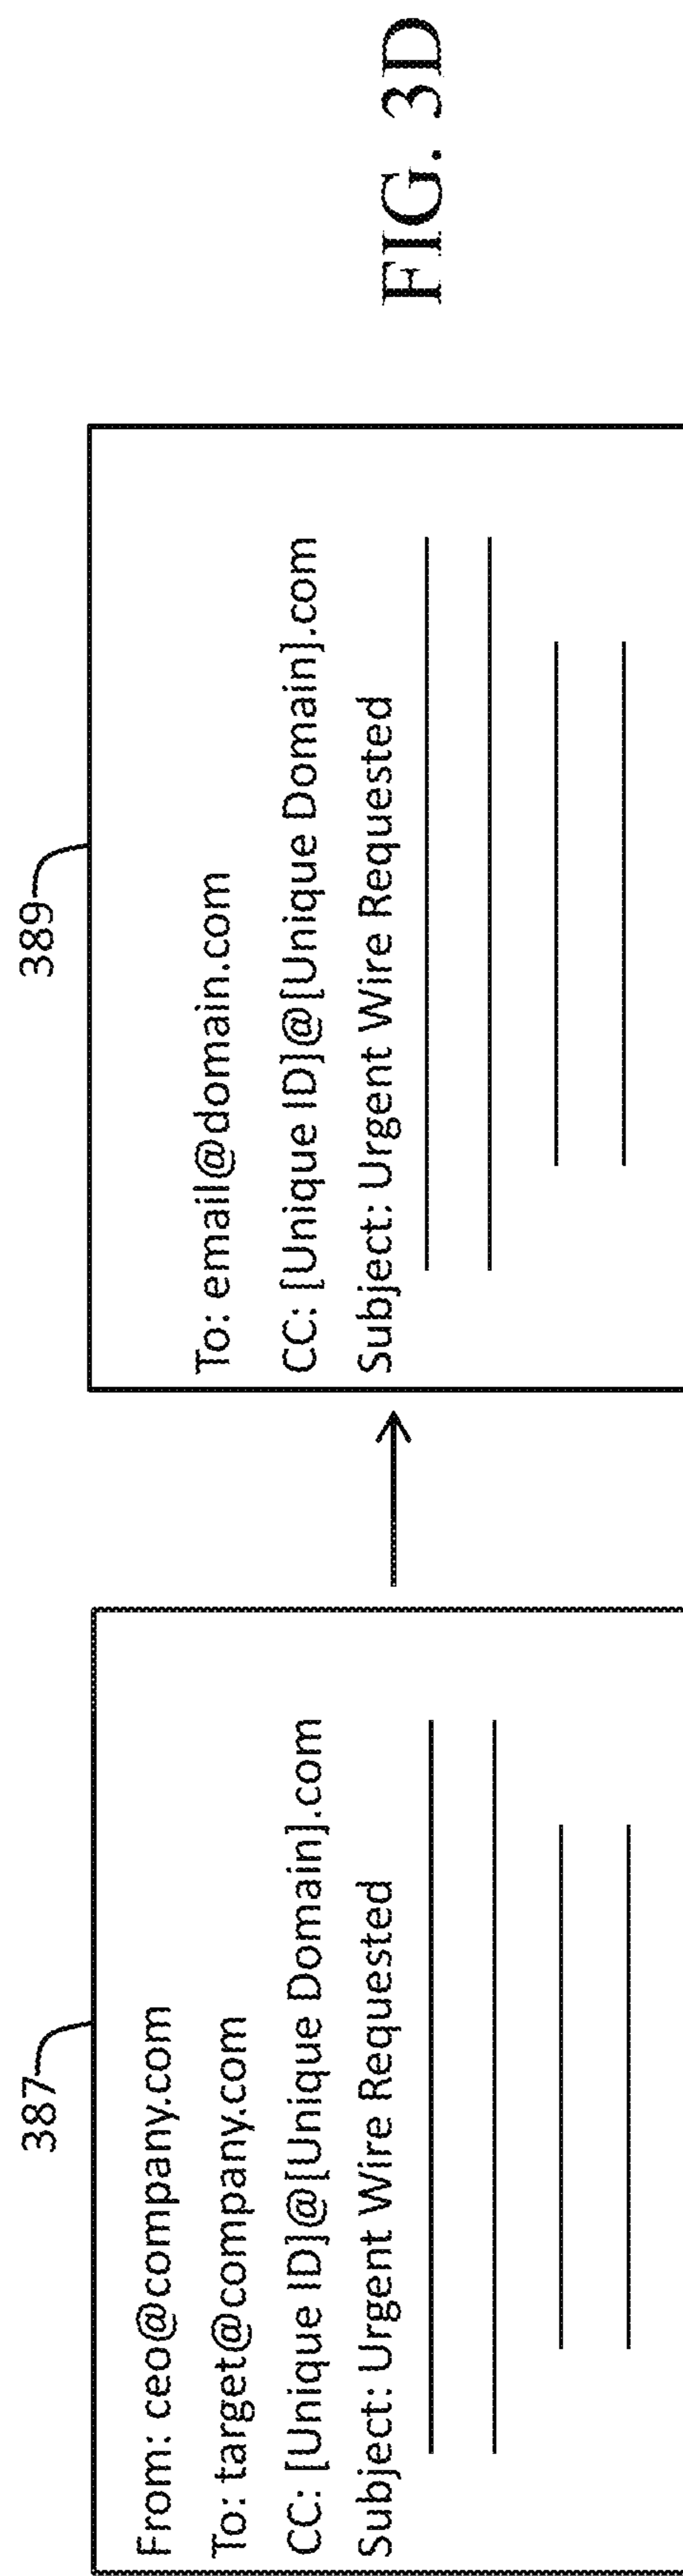 387
From: ceo@company.com
To: target@company.com
CC: [Unique ID]@[Unique Domain].com
Subject: Urgent Wire Requested
389
To: email@domain.com
CC: [Unique ID]@[Unique Domain].com
Subject: Urgent Wire Requested
FIG. 3D